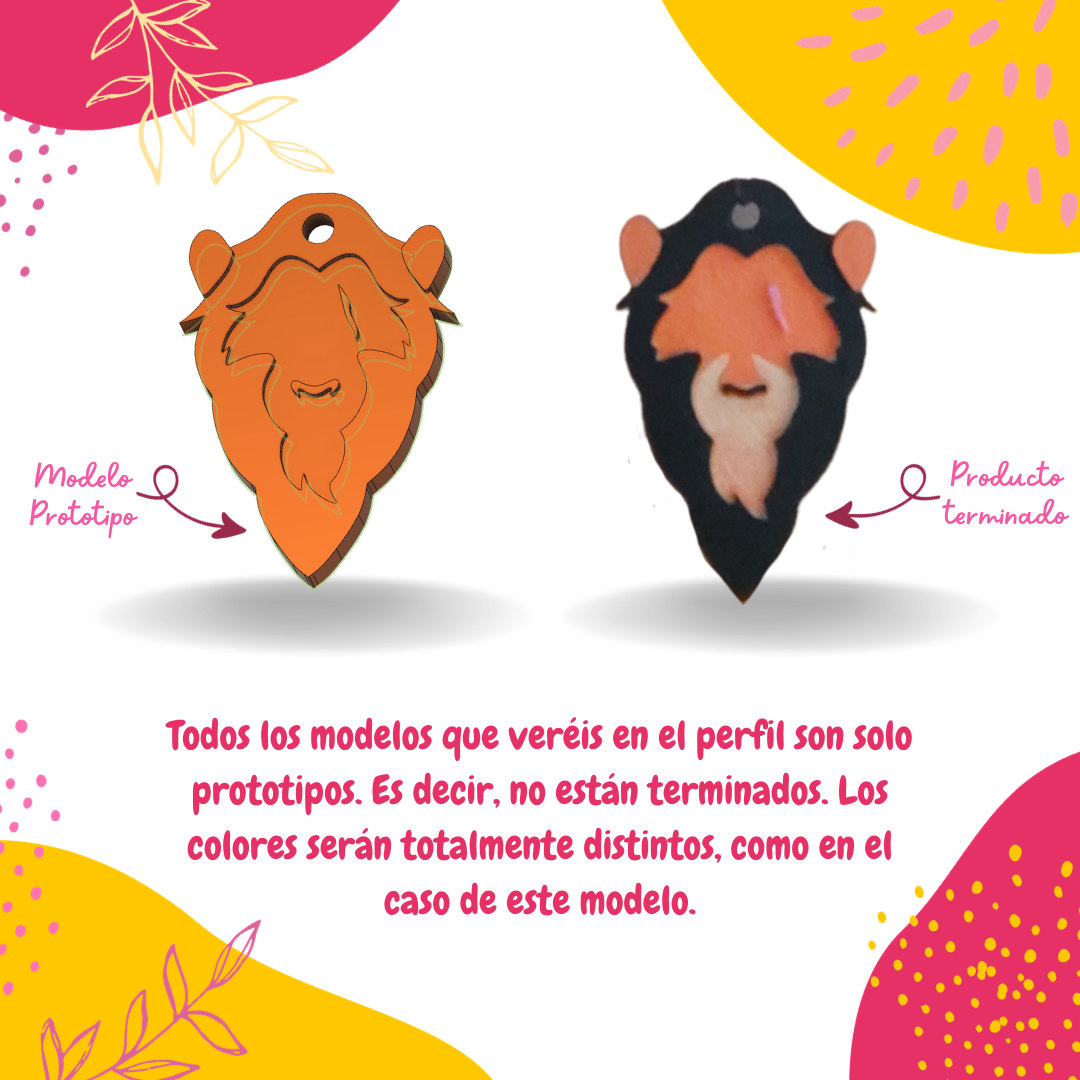 Modelo
Prototipo
Producto
terminado
Todos los modelos que veréis en el perfil son solo
prototipos. Es decir, no están terminados. Los
colores serán totalmente distintos, como en el
caso de este modelo.